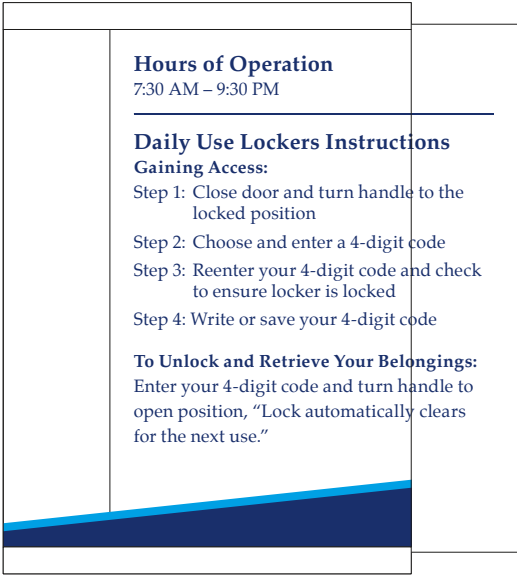 Hours of Operation
7:30 AM – 9:30 PM
Daily Use Lockers Instructions
Gaining Access:
Step 1: Close door and turn handle to the
locked position
Step 2: Choose and enter a 4-digit code
Step 3: Reenter your 4-digit code and check
to ensure locker is locked
Step 4: Write or save your 4-digit code
To Unlock and Retrieve Your Belongings:
Enter your 4-digit code and turn handle to
open position, “Lock automatically clears
for the next use.”